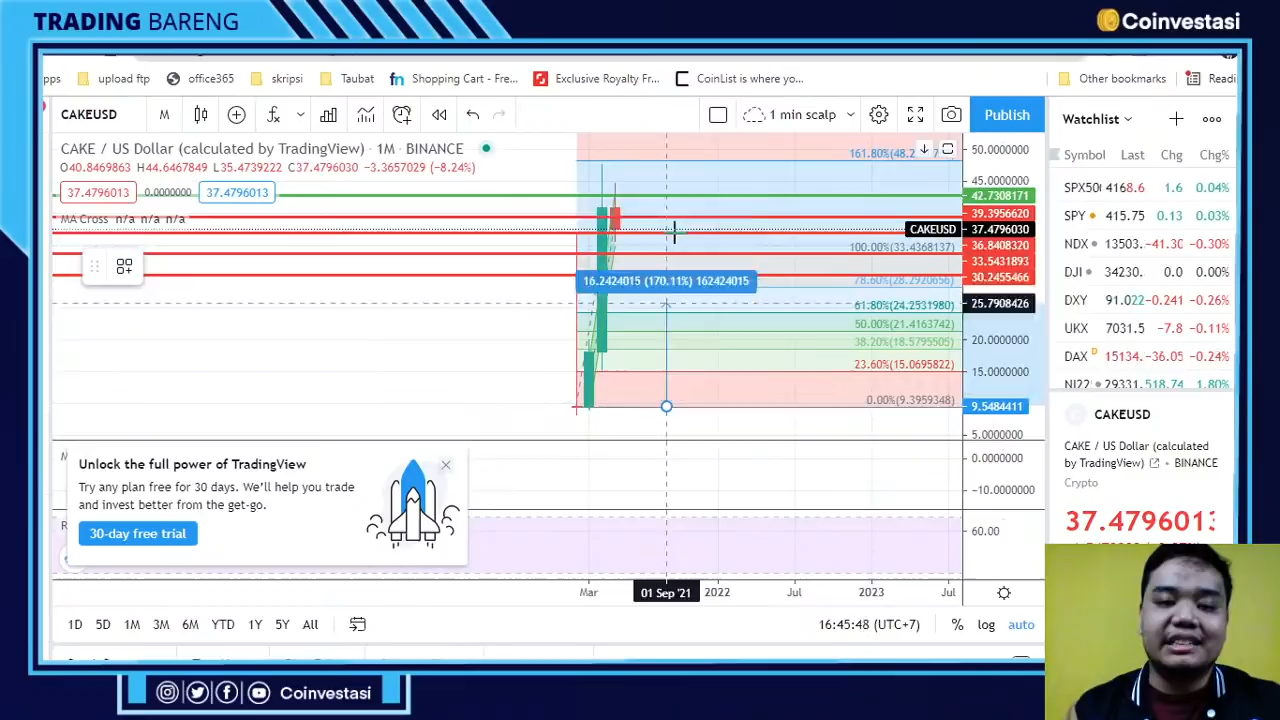 TRADING BARENG
Coinvestasi
upload ftp
office365
skripsi
Taubat
fn Shopping Cart - Fre...
Exclusive Royalty Fr...
CoinList is where yo...
Other bookmarks
CAKEUSD
M
1 min scalp
Publish
Watchlist
CAKE / US Dollar (calculated by TradingView) · 1M · BINANCE
O40.8469863 H44.6467849 L35.4739222 C37.4796030 −3.3657029 (−8.24%)
37.4796013 0.0000000 37.4796013
MA Cross n/a n/a n/a
16.2424015 (170.11%) 162424015
100.00%(33.4368137)
78.60%(28.2920656)
61.80%(24.2531980)
50.00%(21.4163742)
38.20%(18.5795505)
23.60%(15.0695822)
0.00%(9.3959348)
50.0000000
45.0000000
42.7308171
39.3956620
CAKEUSD 37.4796030
36.8408320
33.5431893
30.2455466
25.7908426
20.0000000
15.0000000
9.5484411
5.0000000
0.0000000
−10.0000000
60.00
Symbol Last Chg Chg%
4168.6 1.6 0.04%
SPY 415.75 0.13 0.03%
NDX 13503. -41.30 -0.30%
DJI 34230. 0.0 0.00%
DXY 91.022 -0.241 -0.26%
UKX 7031.5 -7.8 -0.11%
DAX D 15134. -36.05 -0.24%
NI22 29331. 518.74 1.80%
CAKEUSD
CAKE / US Dollar (calculated
by TradingView) • BINANCE
Crypto
Unlock the full power of TradingView
Try any plan free for 30 days. We'll help you trade
and invest better from the get-go.
30-day free trial
Mar 01 Sep '21 2022 Jul 2023 Jul
1D 5D 1M 3M 6M YTD 1Y 5Y All
16:45:48 (UTC+7)
% log auto
Coinvestasi